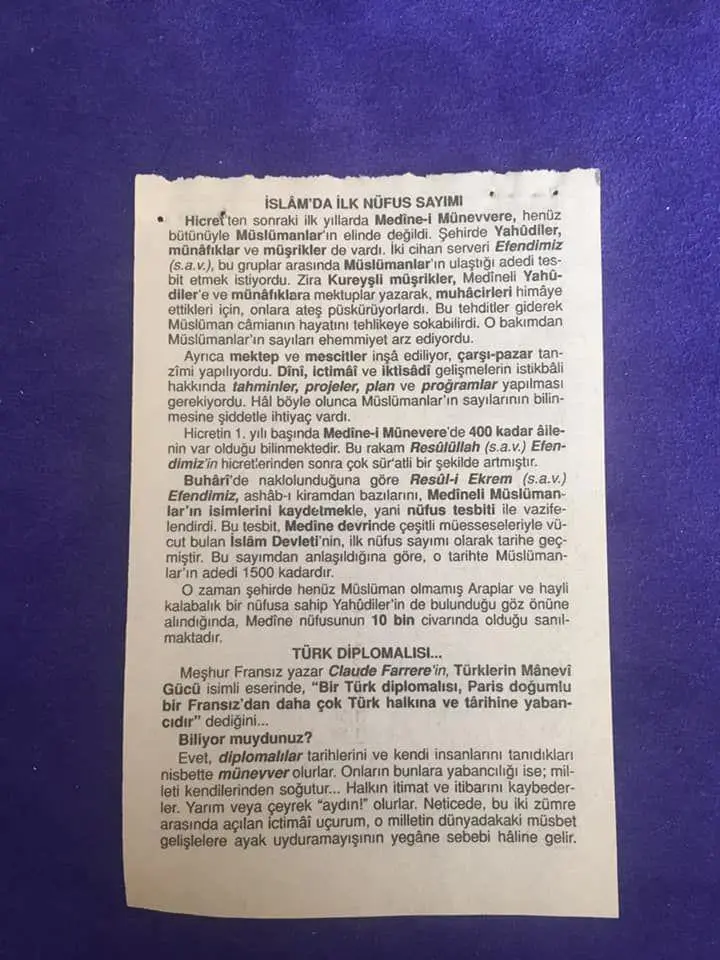 İSLÂM'DA İLK NÜFUS SAYIMI
Hicret'ten sonraki ilk yıllarda Medîne-i Münevvere, henüz
bütünüyle Müslümanlar'ın elinde değildi. Şehirde Yahûdiler,
münâfıklar ve müşrikler de vardı. İki cihan serveri Efendimiz
(s.a.v.), bu gruplar arasında Müslümanlar'ın ulaştığı adedi tes-
bit etmek istiyordu. Zira Kureyşli müşrikler, Medîneli Yahû-
diler'e ve münâfıklara mektuplar yazarak, muhâcirleri himâye
ettikleri için, onlara ateş püskürüyorlardı. Bu tehditler giderek
Müslüman câmianın hayatını tehlikeye sokabilirdi. O bakımdan
Müslümanlar'ın sayıları ehemmiyet arz ediyordu.
Ayrıca mektep ve mescitler inşâ ediliyor, çarşı-pazar tan-
zîmi yapılıyordu. Dînî, ictimâî ve iktisâdî gelişmelerin istikbâli
hakkında tahminler, projeler, plan ve proğramlar yapılması
gerekiyordu. Hâl böyle olunca Müslümanlar'ın sayılarının bilin-
mesine şiddetle ihtiyaç vardı.
Hicretin 1. yılı başında Medîne-i Münevere'de 400 kadar âile-
nin var olduğu bilinmektedir. Bu rakam Resûlüllah (s.a.v.) Efen-
dimiz'in hicretlerinden sonra çok sür'atli bir şekilde artmıştır.
Buhârî'de naklolunduğuna göre Resûl-i Ekrem (s.a.v.)
Efendimiz, ashâb-ı kiramdan bazılarını, Medîneli Müslüman-
lar'ın isimlerini kaydetmekle, yani nüfus tesbiti ile vazife-
lendirdi. Bu tesbit, Medîne devrinde çeşitli müesseseleriyle vü-
cut bulan İslâm Devleti'nin, ilk nüfus sayımı olarak tarihe geç-
miştir. Bu sayımdan anlaşıldığına göre, o tarihte Müslüman-
lar'ın adedi 1500 kadardır.
O zaman şehirde henüz Müslüman olmamış Araplar ve hayli
kalabalık bir nüfusa sahip Yahûdiler'in de bulunduğu göz önüne
alındığında, Medîne nüfusunun 10 bin civarında olduğu sanıl-
maktadır.
TÜRK DİPLOMALISI...
Meşhur Fransız yazar Claude Farrere'in, Türklerin Mânevî
Gücü isimli eserinde, “Bir Türk diplomalısı, Paris doğumlu
bir Fransız'dan daha çok Türk halkına ve târihine yaban-
cıdır” dediğini...
Biliyor muydunuz?
Evet, diplomalılar tarihlerini ve kendi insanlarını tanıdıkları
nisbette münevver olurlar. Onların bunlara yabancılığı ise; mil-
leti kendilerinden soğutur... Halkın itimat ve itibarını kaybeder-
ler. Yarım veya çeyrek “aydın!” olurlar. Neticede, bu iki zümre
arasında açılan ictimâî uçurum, o milletin dünyadakaki müsbet
gelişlelere ayak uyduramayışının yegâne sebebi hâline gelir.